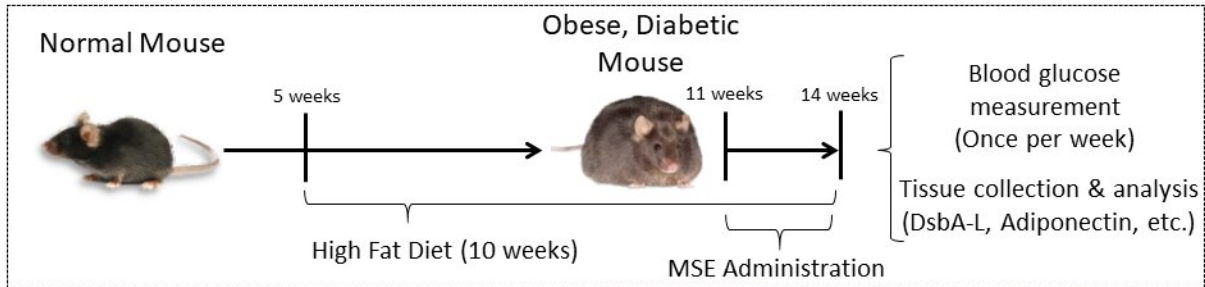 Normal Mouse
Obese, Diabetic
Mouse
5 weeks
11 weeks
14 weeks
High Fat Diet (10 weeks)
MSE Administration
Blood glucose
measurement
(Once per week)
Tissue collection & analysis
(DsbA-L, Adiponectin, etc.)